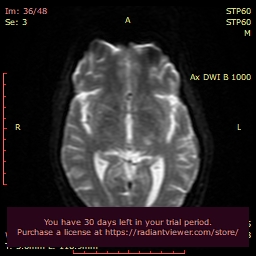 Im: 36/48
Se: 3
A
STP60
STP60
M
Ax DWI B 1000
R
L
You have 30 days left in your trial period.
Purchase a license at https://radiantviewer.com/store/